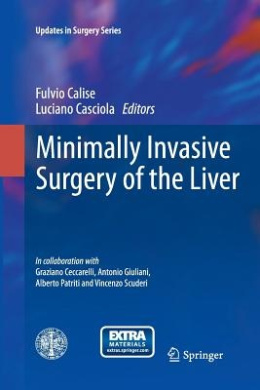 Updates in Surgery Series
Fulvio Calise
Luciano Casciola Editors
Minimally Invasive
Surgery of the Liver
In collaboration with
Graziano Ceccarelli, Antonio Giuliani,
Alberto Patriti and Vincenzo Scuderi
EXTRA
MATERIALS
extras.springer.com
Springer